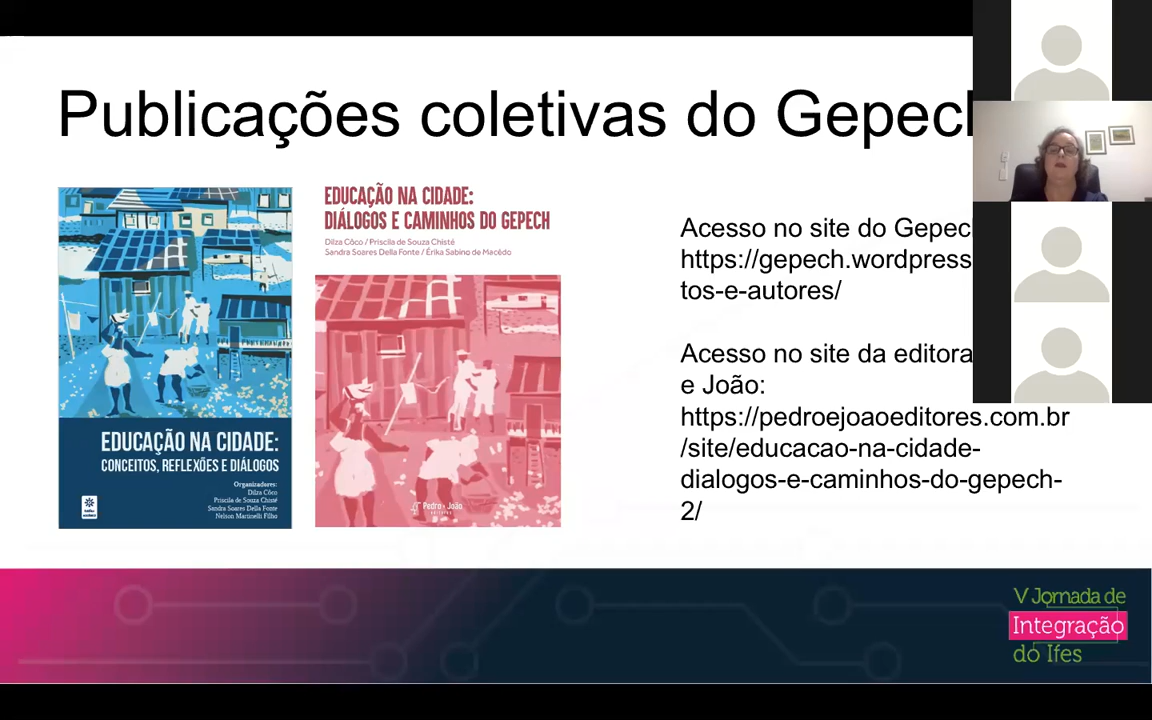 Publicações coletivas do Gepech
EDUCAÇÃO NA CIDADE:
CONCEITOS, REFLEXÕES E DIÁLOGOS
Organizadores:
Dilza Côco
Priscila de Souza Chisté
Sandra Soares Della Fonte
Nelson Martinelli Filho
EDUCAÇÃO NA CIDADE:
DIÁLOGOS E CAMINHOS DO GEPECH
Dilza Côco / Priscila de Souza Chisté
Sandra Soares Della Fonte / Érika Sabino de Macêdo
Pedro & João
editores
Acesso no site do Gepec
https://gepech.wordpress
tos-e-autores/
Acesso no site da editora
e João:
https://pedroejoaoeditores.com.br
/site/educacao-na-cidade-
dialogos-e-caminhos-do-gepech-
2/
V Jornada de
Integração
do Ifes